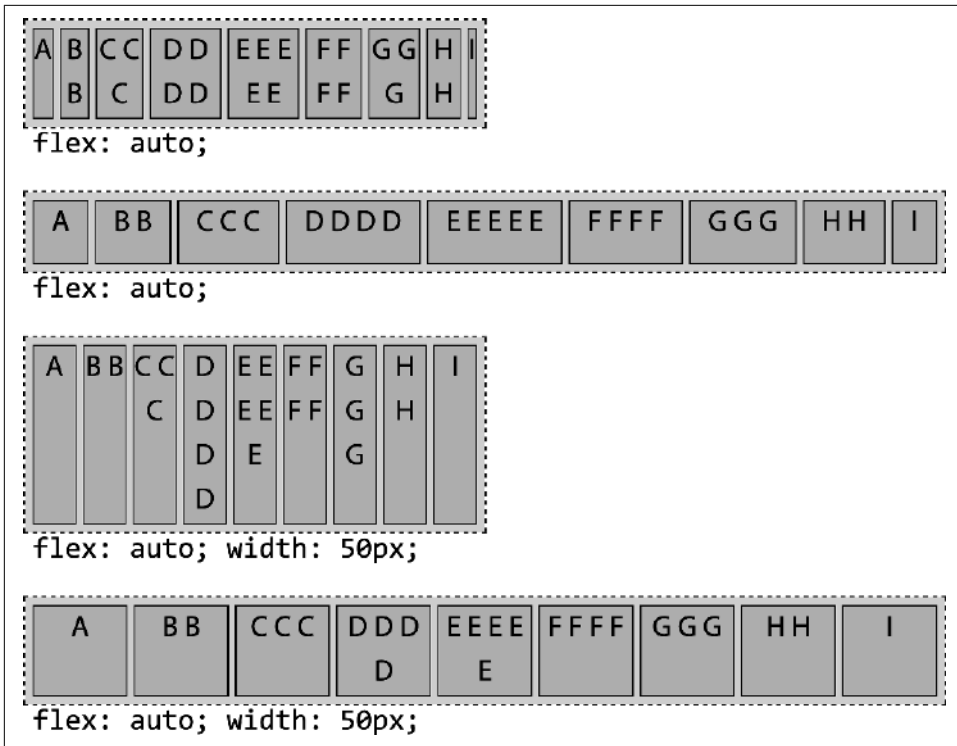 A B CC DD EEE FF GG H I
B C DD EE FF G H
flex: auto;
A BB CCC DDDD EEEEE FFFF GGG HH I
flex: auto;
A BB CC D EE FF G H I
C D EE FF G H
D E G
D
flex: auto; width: 50px;
A BB CCC DDD EEEE FFFF GGG HH I
D E
flex: auto; width: 50px;